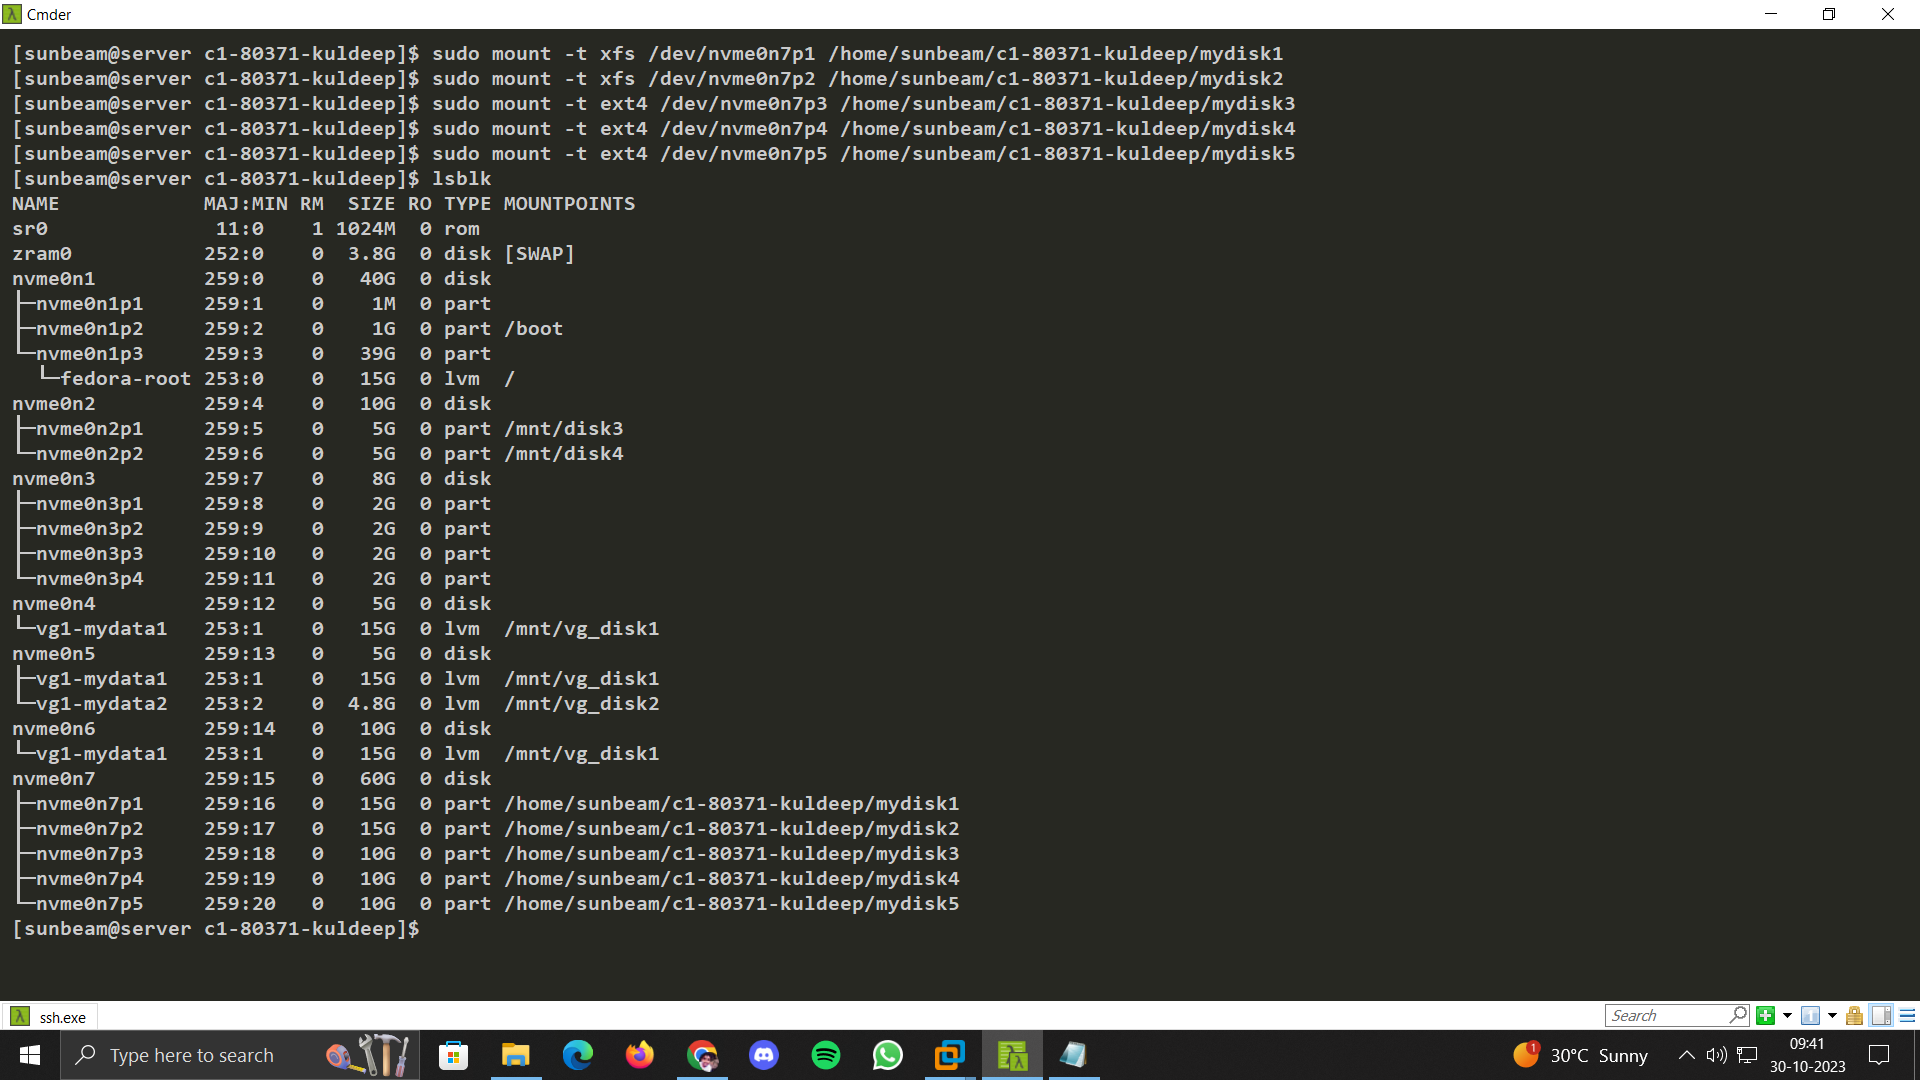 Cmder
[sunbeam@server c1-80371-kuldeep]$ sudo mount -t xfs /dev/nvme0n7p1 /home/sunbeam/c1-80371-kuldeep/mydisk1
[sunbeam@server c1-80371-kuldeep]$ sudo mount -t xfs /dev/nvme0n7p2 /home/sunbeam/c1-80371-kuldeep/mydisk2
[sunbeam@server c1-80371-kuldeep]$ sudo mount -t ext4 /dev/nvme0n7p3 /home/sunbeam/c1-80371-kuldeep/mydisk3
[sunbeam@server c1-80371-kuldeep]$ sudo mount -t ext4 /dev/nvme0n7p4 /home/sunbeam/c1-80371-kuldeep/mydisk4
[sunbeam@server c1-80371-kuldeep]$ sudo mount -t ext4 /dev/nvme0n7p5 /home/sunbeam/c1-80371-kuldeep/mydisk5
[sunbeam@server c1-80371-kuldeep]$ lsblk
NAME            MAJ:MIN RM  SIZE RO TYPE MOUNTPOINTS
sr0              11:0    1 1024M  0 rom
zram0           252:0    0  3.8G  0 disk [SWAP]
nvme0n1         259:0    0   40G  0 disk
├─nvme0n1p1     259:1    0    1M  0 part
├─nvme0n1p2     259:2    0    1G  0 part /boot
└─nvme0n1p3     259:3    0   39G  0 part
  └─fedora-root 253:0    0   15G  0 lvm  /
nvme0n2         259:4    0   10G  0 disk
├─nvme0n2p1     259:5    0    5G  0 part /mnt/disk3
└─nvme0n2p2     259:6    0    5G  0 part /mnt/disk4
nvme0n3         259:7    0    8G  0 disk
├─nvme0n3p1     259:8    0    2G  0 part
├─nvme0n3p2     259:9    0    2G  0 part
├─nvme0n3p3     259:10   0    2G  0 part
└─nvme0n3p4     259:11   0    2G  0 part
nvme0n4         259:12   0    5G  0 disk
└─vg1-mydata1   253:1    0   15G  0 lvm  /mnt/vg_disk1
nvme0n5         259:13   0    5G  0 disk
├─vg1-mydata1   253:1    0   15G  0 lvm  /mnt/vg_disk1
└─vg1-mydata2   253:2    0  4.8G  0 lvm  /mnt/vg_disk2
nvme0n6         259:14   0   10G  0 disk
└─vg1-mydata1   253:1    0   15G  0 lvm  /mnt/vg_disk1
nvme0n7         259:15   0   60G  0 disk
├─nvme0n7p1     259:16   0   15G  0 part /home/sunbeam/c1-80371-kuldeep/mydisk1
├─nvme0n7p2     259:17   0   15G  0 part /home/sunbeam/c1-80371-kuldeep/mydisk2
├─nvme0n7p3     259:18   0   10G  0 part /home/sunbeam/c1-80371-kuldeep/mydisk3
├─nvme0n7p4     259:19   0   10G  0 part /home/sunbeam/c1-80371-kuldeep/mydisk4
└─nvme0n7p5     259:20   0   10G  0 part /home/sunbeam/c1-80371-kuldeep/mydisk5
[sunbeam@server c1-80371-kuldeep]$
ssh.exe
Search
Type here to search
1
30°C Sunny
09:41
30-10-2023